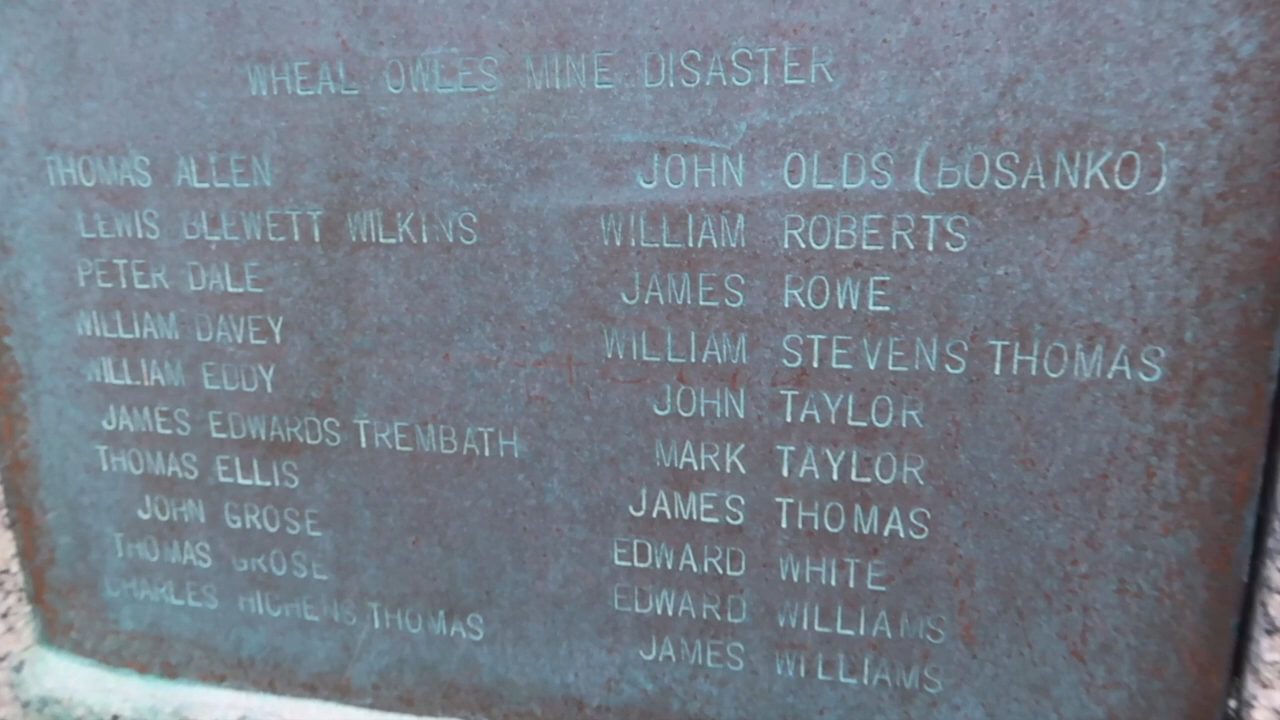 WHEAL OWLES MINE DISASTER
THOMAS ALLEN
LEWIS BLEWETT WILKINS
PETER DALE
WILLIAM DAVEY
WILLIAM EDDY
JAMES EDWARDS TREMBATH
THOMAS ELLIS
JOHN GROSE
THOMAS GROSE
CHARLES HICHENS THOMAS
JOHN OLDS (BOSANKO)
WILLIAM ROBERTS
JAMES ROWE
WILLIAM STEVENS THOMAS
JOHN TAYLOR
MARK TAYLOR
JAMES THOMAS
EDWARD WHITE
EDWARD WILLIAMS
JAMES WILLIAMS